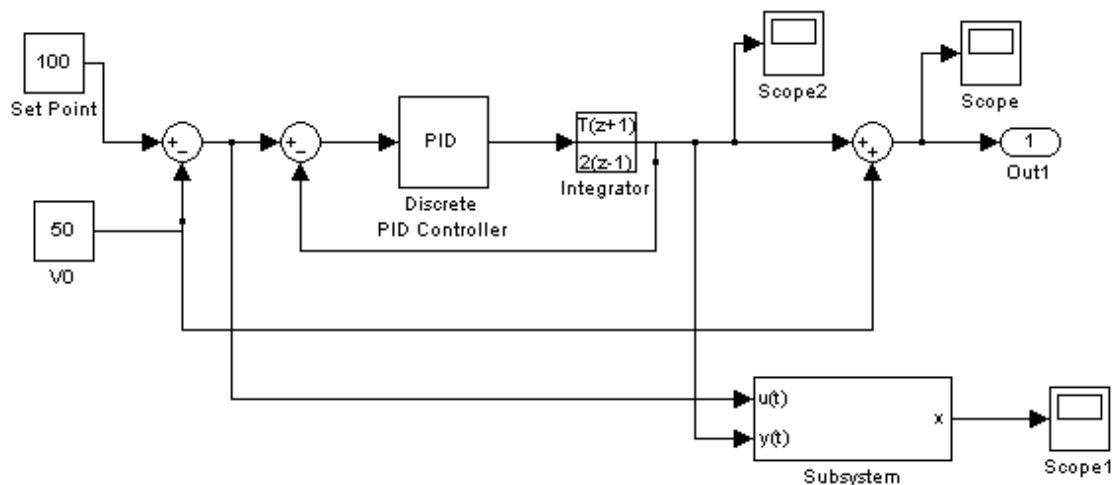 100
Set Point
50
V0
+
−
+
−
PID
Discrete
PID Controller
T(z+1)
2(z-1)
Integrator
Scope2
+
+
Scope
1
Out1
u(t)
y(t)
x
Subsystem
Scope1